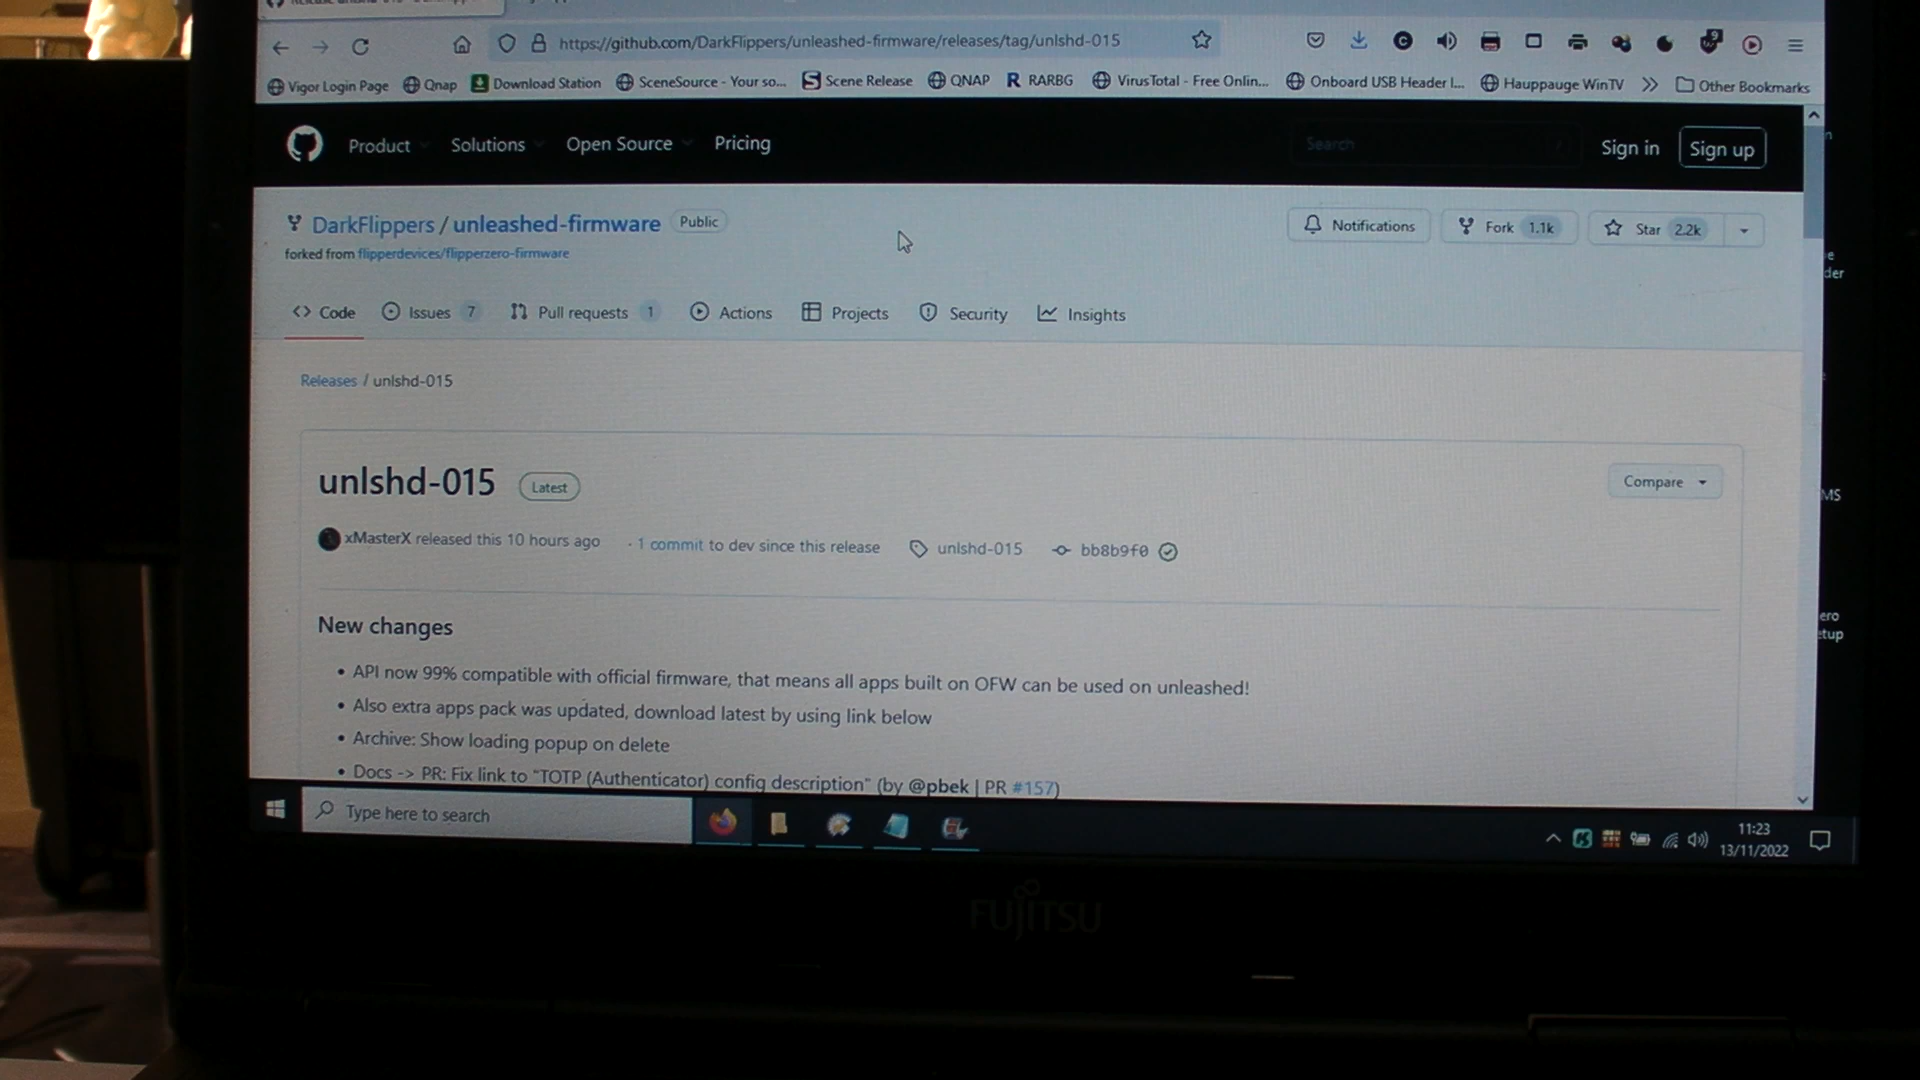 https://github.com/DarkFlippers/unleashed-firmware/releases/tag/unlshd-015
9
Vigor Login Page Qnap Download Station SceneSource - Your so... Scene Release QNAP RARBG VirusTotal - Free Onlin... Onboard USB Header I... Hauppauge WinTV Other Bookmarks
Product Solutions Open Source Pricing Search / Sign in Sign up
DarkFlippers / unleashed-firmware Public Notifications Fork 1.1k Star 2.2k
forked from flipperdevices/flipperzero-firmware
Code Issues 7 Pull requests 1 Actions Projects Security Insights
Releases / unlshd-015
unlshd-015 Latest Compare
xMasterX released this 10 hours ago · 1 commit to dev since this release unlshd-015 bb8b9f0
New changes
• API now 99% compatible with official firmware, that means all apps built on OFW can be used on unleashed!
• Also extra apps pack was updated, download latest by using link below
• Archive: Show loading popup on delete
• Docs -> PR: Fix link to "TOTP (Authenticator) config description" (by @pbek | PR #157)
der
MS
ero
tup
Type here to search
11:23
13/11/2022
FUJITSU